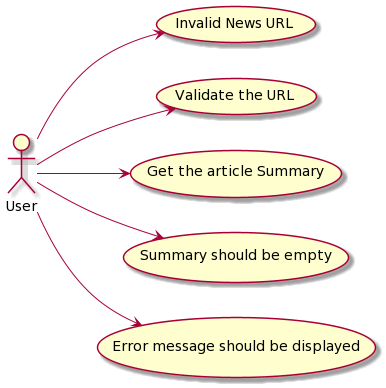 Invalid News URL
Validate the URL
Get the article Summary
User
Summary should be empty
Error message should be displayed